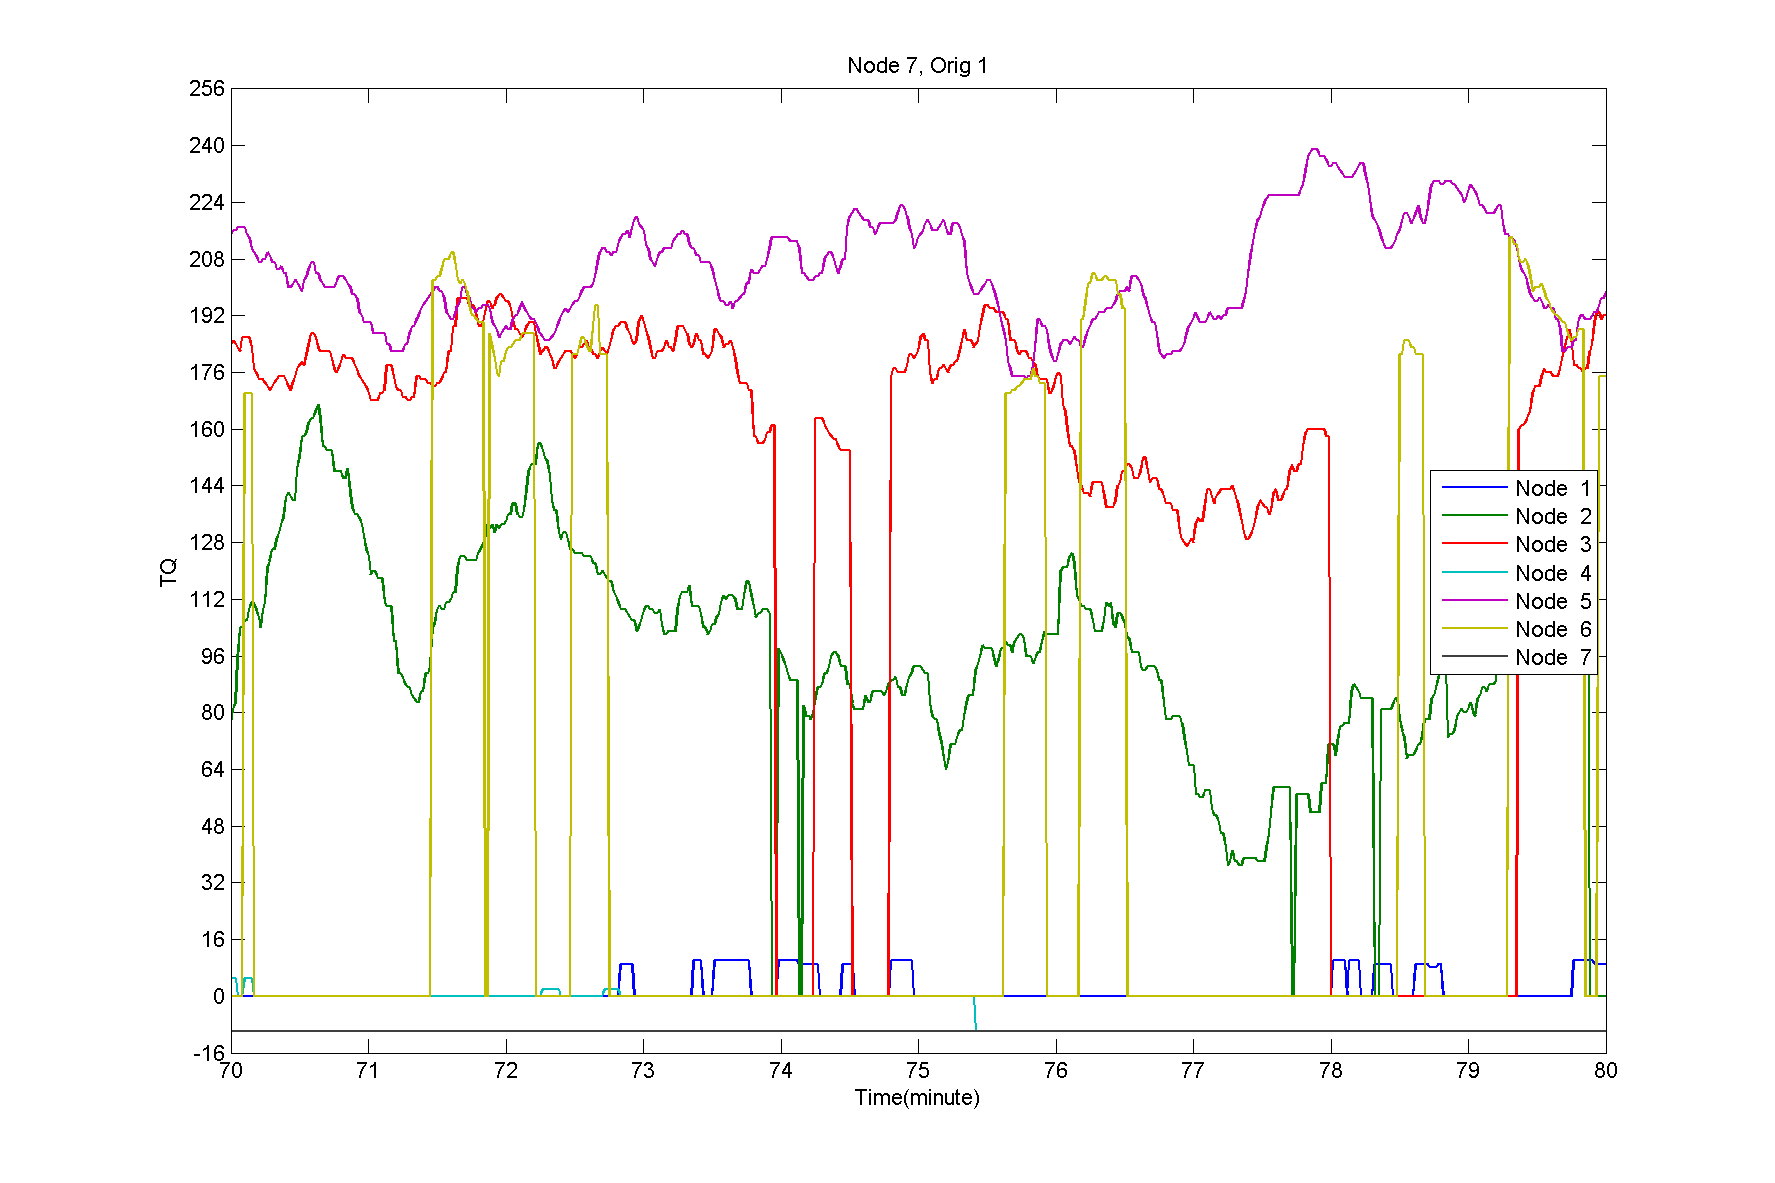 Node 7, Orig 1
256
240
224
208
192
176
160
144
128
112
96
80
64
48
32
16
0
-16
TQ
Node 1
Node 2
Node 3
Node 4
Node 5
Node 6
Node 7
70 71 72 73 74 75 76 77 78 79 80
Time(minute)